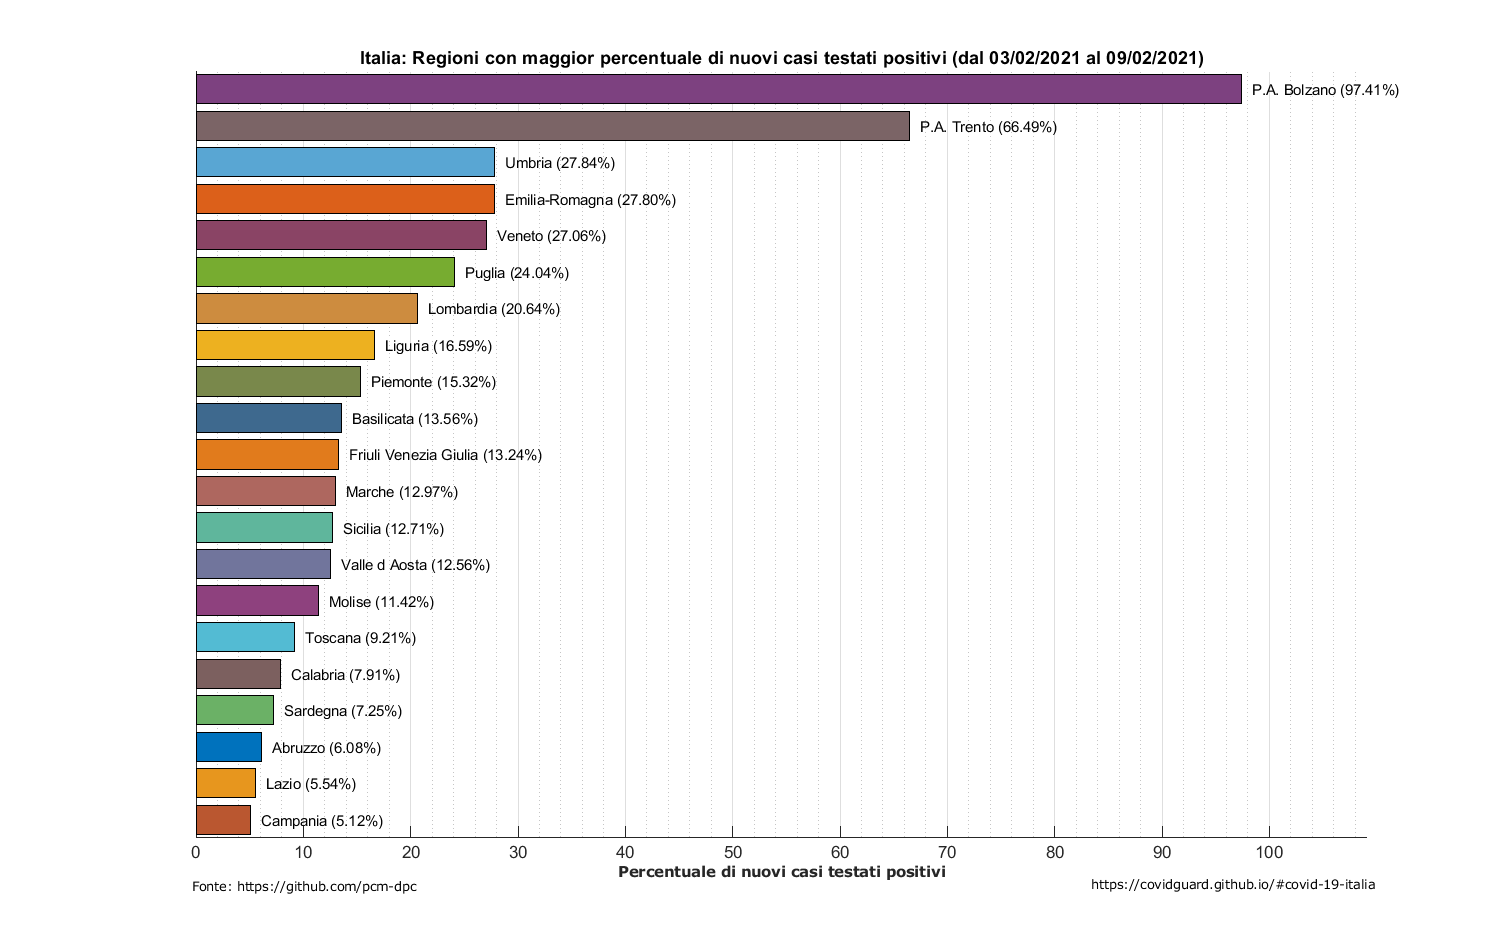 Italia: Regioni con maggior percentuale di nuovi casi testati positivi (dal 03/02/2021 al 09/02/2021)
P.A. Bolzano (97.41%)
P.A. Trento (66.49%)
Umbria (27.84%)
Emilia-Romagna (27.80%)
Veneto (27.06%)
Puglia (24.04%)
Lombardia (20.64%)
Liguria (16.59%)
Piemonte (15.32%)
Basilicata (13.56%)
Friuli Venezia Giulia (13.24%)
Marche (12.97%)
Sicilia (12.71%)
Valle d Aosta (12.56%)
Molise (11.42%)
Toscana (9.21%)
Calabria (7.91%)
Sardegna (7.25%)
Abruzzo (6.08%)
Lazio (5.54%)
Campania (5.12%)
0 10 20 30 40 50 60 70 80 90 100
Percentuale di nuovi casi testati positivi
Fonte: https://github.com/pcm-dpc
https://covidguard.github.io/#covid-19-italia